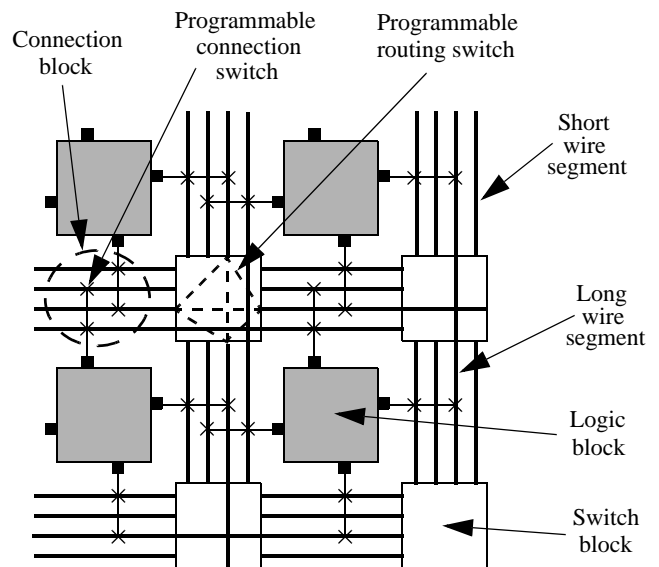 Programmable
connection
switch
Programmable
routing switch
Connection
block
Short
wire
segment
Long
wire
segment
Logic
block
Switch
block